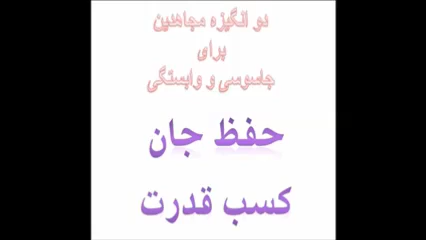 دو انگیزه مجاهدین
برای
جاسوسی و وابستگی
حفظ جان
کسب قدرت